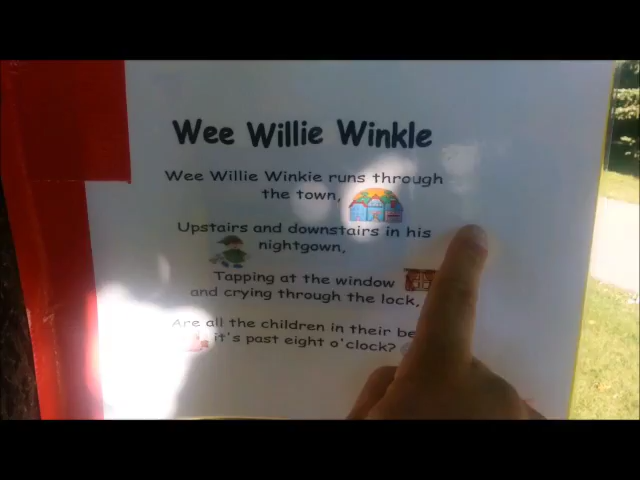 Wee Willie Winkle
Wee Willie Winkie runs through
the town,
Upstairs and downstairs in his
nightgown,
Tapping at the window
and crying through the lock,
Are all the children in their
it's past eight o'clock?